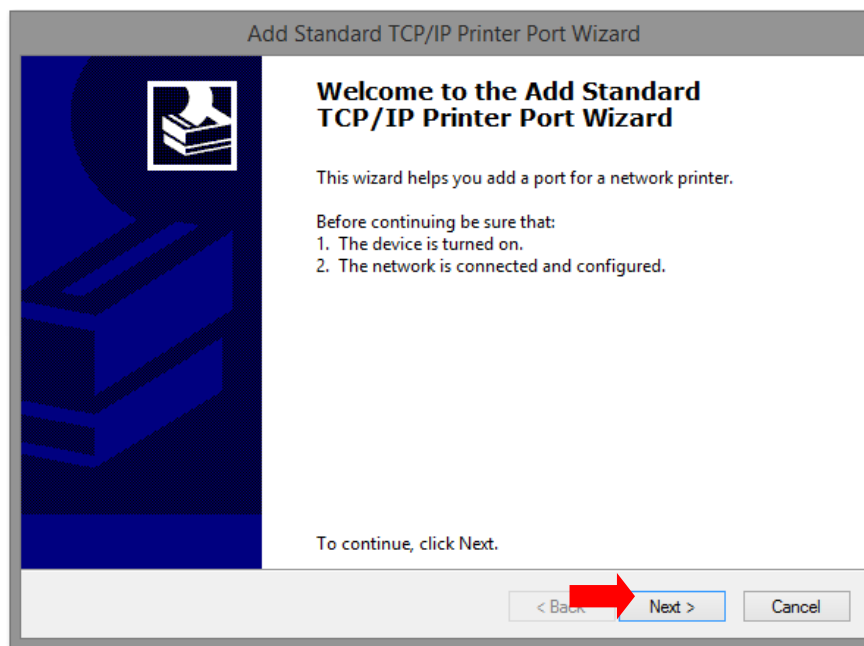 Add Standard TCP/IP Printer Port Wizard
Welcome to the Add Standard
TCP/IP Printer Port Wizard
This wizard helps you add a port for a network printer.
Before continuing be sure that:
1. The device is turned on.
2. The network is connected and configured.
To continue, click Next.
< Back Next > Cancel